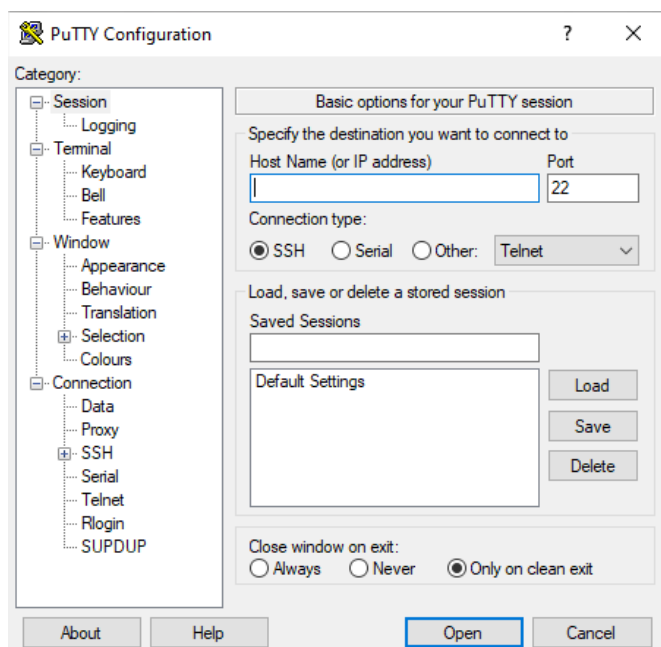 PuTTY Configuration ?
Category:
Session
Logging
Terminal
Keyboard
Bell
Features
Window
Appearance
Behaviour
Translation
Selection
Colours
Connection
Data
Proxy
SSH
Serial
Telnet
Rlogin
SUPDUP
Basic options for your PuTTY session
Specify the destination you want to connect to
Host Name (or IP address) Port
22
Connection type:
SSH Serial Other: Telnet
Load, save or delete a stored session
Saved Sessions
Default Settings
Load
Save
Delete
Close window on exit:
Always Never Only on clean exit
About Help Open Cancel